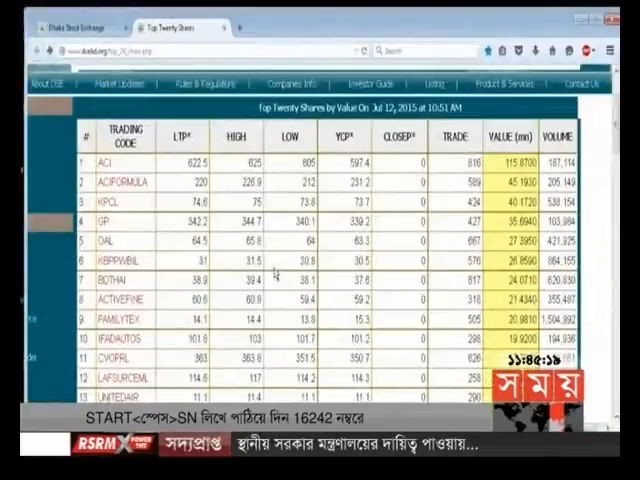 Dhaka Stock Exchange
Top Twenty Shares
www.dsebd.org/top_20_share.php
Search
About DSE Market Updates Rules & Regulations Companies Info Investor Guide Listing Product & Services Contact Us
Top Twenty Shares by Value On Jul 12, 2015 at 10:51 AM
# TRADING CODE LTP* HIGH LOW YCP* CLOSEP* TRADE VALUE (mn) VOLUME
1 ACI 622.5 625 605 597.4 0 816 115.8700 187,114
2 ACIFORMULA 220 226.9 212 231.2 0 589 45.1930 205,149
3 KPCL 74.6 75 73.8 73.7 0 424 40.1720 538,154
4 GP 342.2 344.7 340.1 339.2 0 427 35.6940 103,984
5 OAL 64.5 65.8 64 63.3 0 667 27.3950 421,925
6 KBPPWBIL 31 31.5 30.8 30.5 0 576 26.8590 864,155
7 BDTHAI 38.9 39.4 38.1 37.6 0 617 24.0710 620,830
8 ACTIVEFINE 60.6 60.8 59.4 59.2 0 318 21.4340 355,487
9 FAMILYTEX 14.1 14.4 13.8 15.3 0 505 20.9810 1,504,992
10 IFADAUTOS 101.8 103 101.7 101.2 0 298 19.9200 194,936
11 CVOPRL 363 363.8 351.5 350.7 0 326
12 LAFSURCEML 114.6 117 114.2 114.3 0 258
13 UNITEDAIR 11.1 11.4 11.1 11.1 0 290
১১:৪৫:১৯
সময়
START<স্পেস>SN লিখে পাঠিয়ে দিন 16242 নম্বরে
RSRM X POWER সদ্যপ্রাপ্ত স্থানীয় সরকার মন্ত্রণালয়ের দায়িত্ব পাওয়ায়...